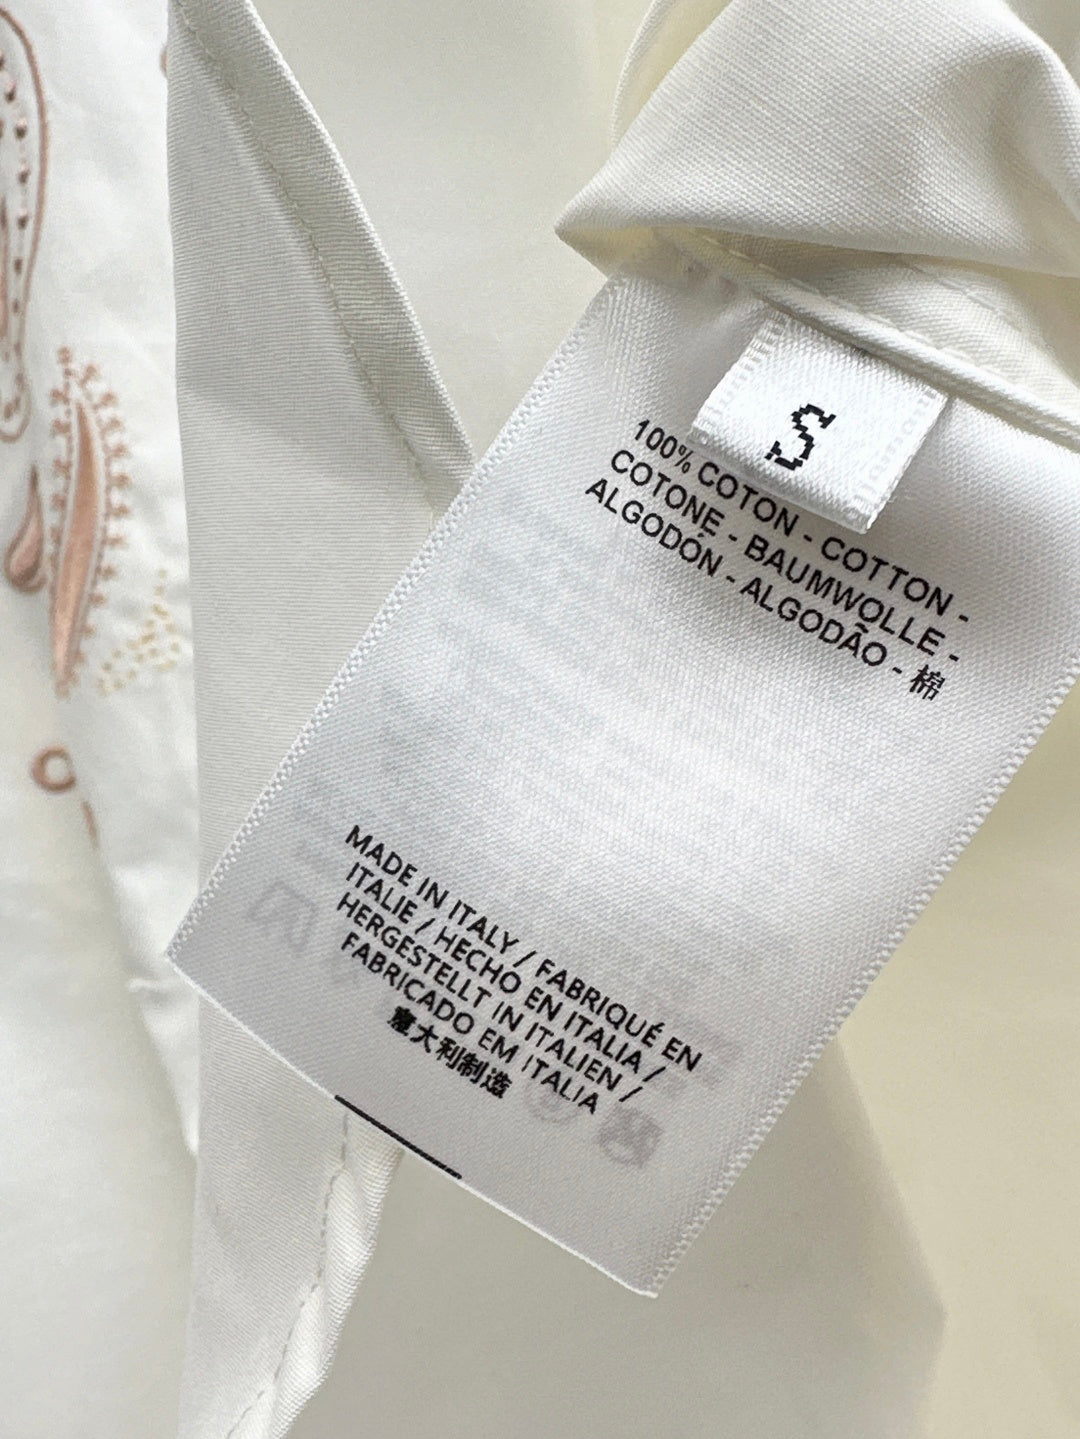 S
100% COTON - COTTON -
COTONE - BAUMWOLLE -
ALGODÓN - ALGODÃO - 棉
MADE IN ITALY / FABRIQUÉ EN
ITALIE / HECHO EN ITALIA /
HERGESTELLT IN ITALIEN /
FABRICADO EM ITALIA
意大利制造